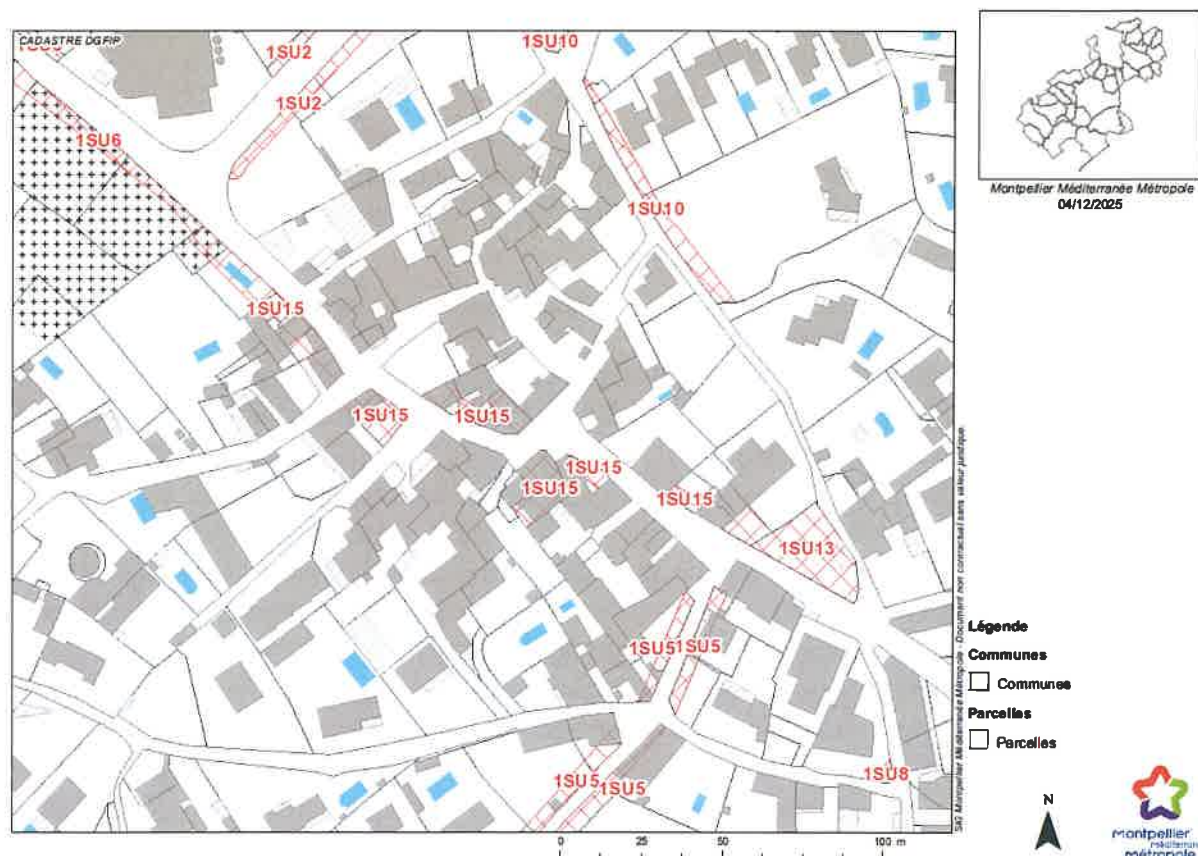 CADASTRE DGFIP
1SU2
1SU10
1SU2
1SU6
1SU10
1SU15
1SU15
1SU15
1SU15
1SU15
1SU15
1SU13
1SU5
1SU5
1SU5
1SU5
1SU8
SIG Montpellier Méditerranée Métropole - Document non contractuel sans valeur juridique
Montpellier Méditerranée Métropole
04/12/2025
Légende
Communes
Communes
Parcelles
Parcelles
N
0 25 50 100 m
montpellier
méditerranée
métropole